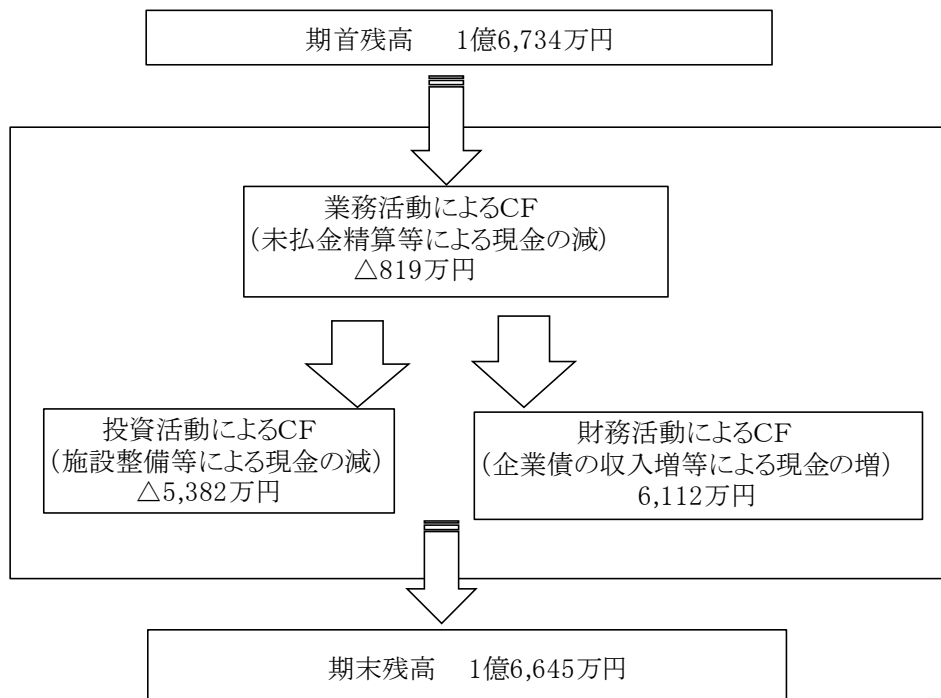 期首残高　1億6,734万円
業務活動によるCF
（未払金精算等による現金の減）
△819万円
投資活動によるCF
（施設整備等による現金の減）
△5,382万円
財務活動によるCF
（企業債の収入増等による現金の増）
6,112万円
期末残高　1億6,645万円